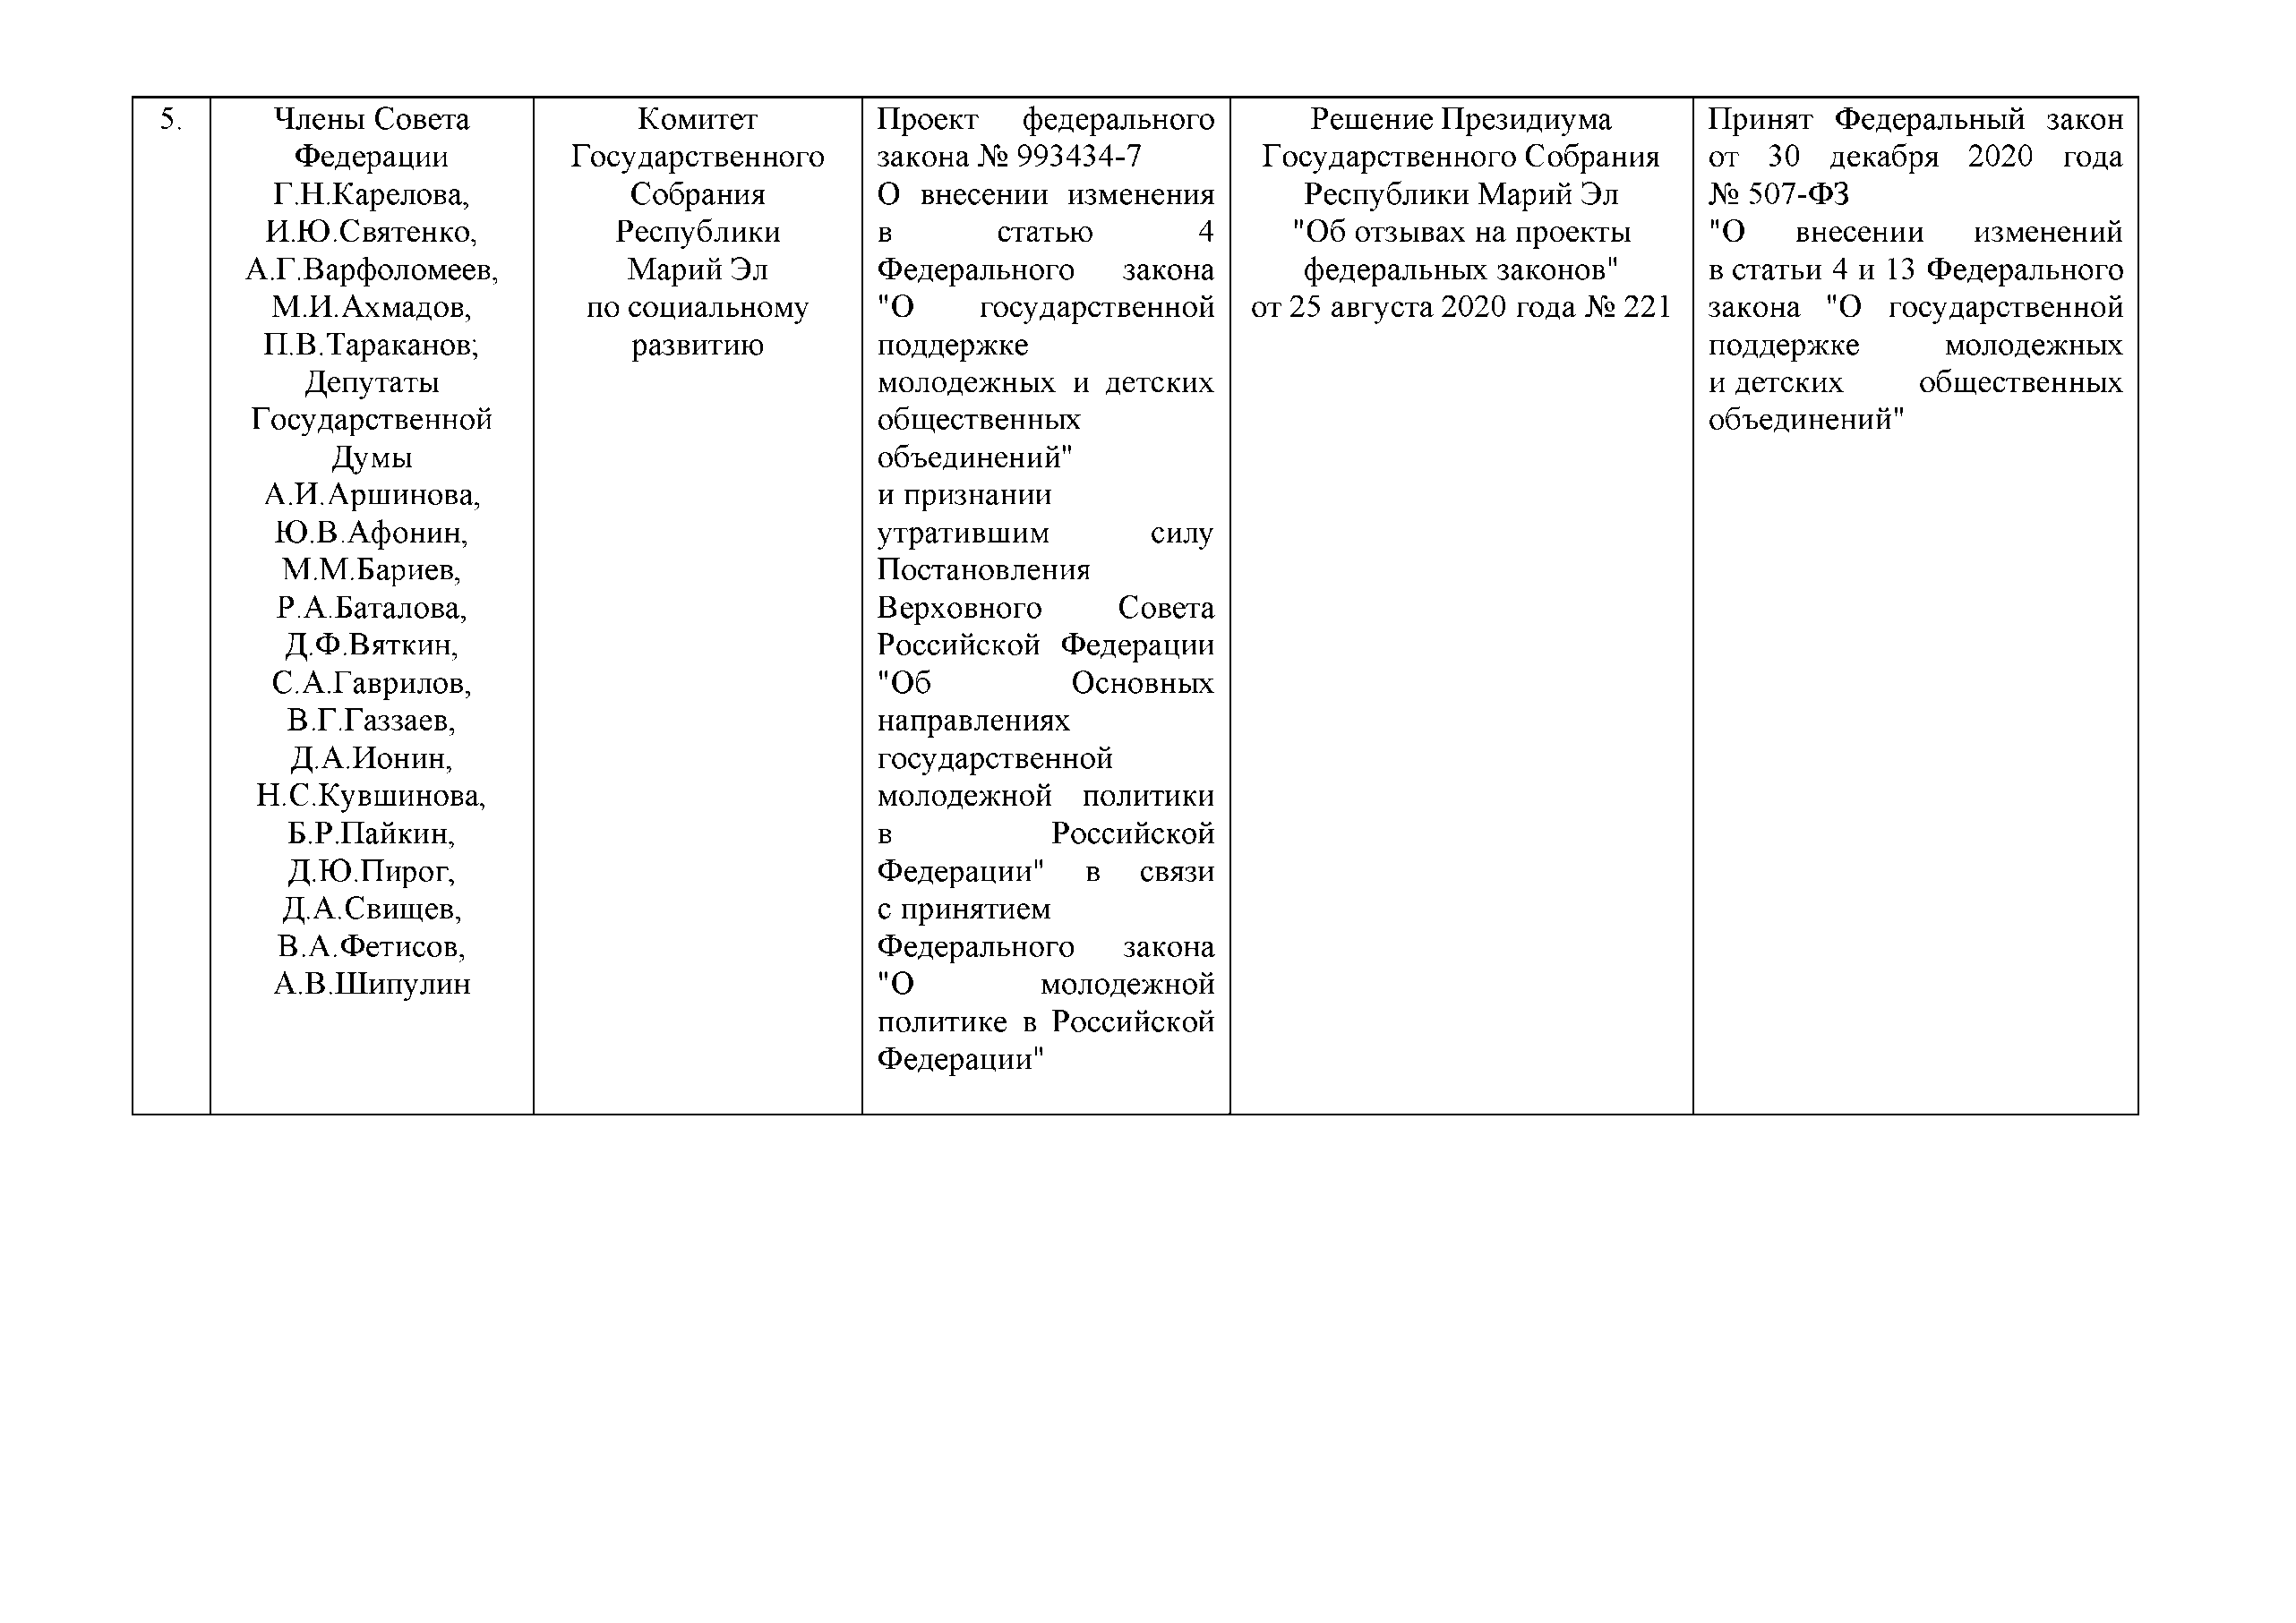 5.
Члены Совета
Федерации
Г.Н.Карелова,
И.Ю.Святенко,
А.Г.Варфоломеев,
М.И.Ахмадов,
П.В.Тараканов;
Депутаты
Государственной
Думы
А.И.Аршинова,
Ю.В.Афонин,
М.М.Бариев,
Р.А.Баталова,
Д.Ф.Вяткин,
С.А.Гаврилов,
В.Г.Газзаев,
Д.А.Ионин,
Н.С.Кувшинова,
Б.Р.Пайкин,
Д.Ю.Пирог,
Д.А.Свищев,
В.А.Фетисов,
А.В.Шипулин
Комитет
Государственного
Собрания
Республики
Марий Эл
по социальному
развитию
Проект федерального
закона № 993434-7
О внесении изменения
в статью 4
Федерального закона
"О государственной
поддержке
молодежных и детских
общественных
объединений"
и признании
утратившим силу
Постановления
Верховного Совета
Российской Федерации
"Об Основных
направлениях
государственной
молодежной политики
в Российской
Федерации" в связи
с принятием
Федерального закона
"О молодежной
политике в Российской
Федерации"
Решение Президиума
Государственного Собрания
Республики Марий Эл
"Об отзывах на проекты
федеральных законов"
от 25 августа 2020 года № 221
Принят Федеральный закон
от 30 декабря 2020 года
№ 507-ФЗ
"О внесении изменений
в статьи 4 и 13 Федерального
закона "О государственной
поддержке молодежных
и детских общественных
объединений"